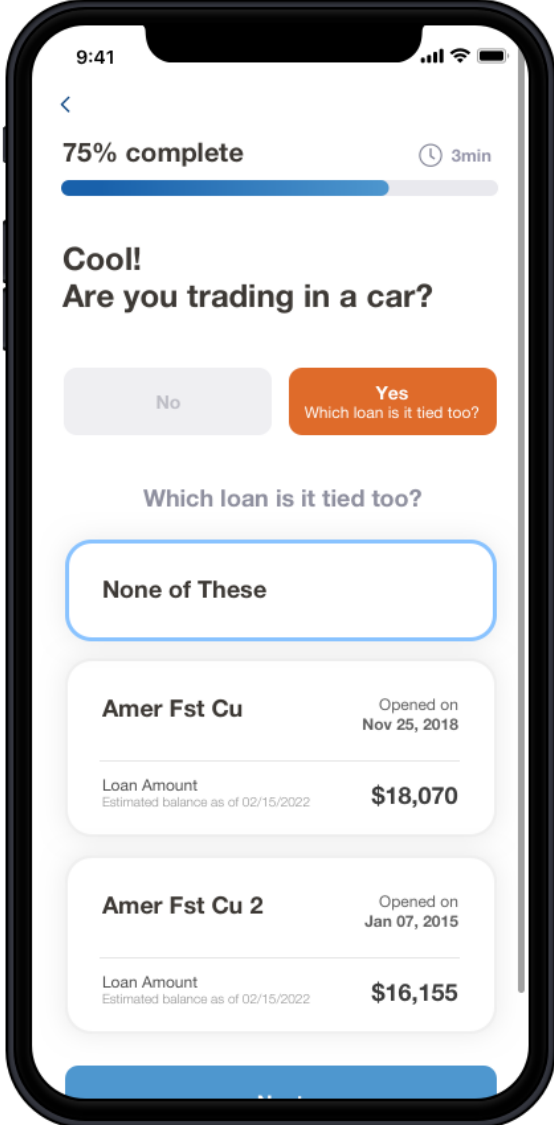 9:41
75% complete
3min
Cool!
Are you trading in a car?
No
Yes
Which loan is it tied too?
Which loan is it tied too?
None of These
Amer Fst Cu
Opened on
Nov 25, 2018
Loan Amount
Estimated balance as of 02/15/2022
$18,070
Amer Fst Cu 2
Opened on
Jan 07, 2015
Loan Amount
Estimated balance as of 02/15/2022
$16,155